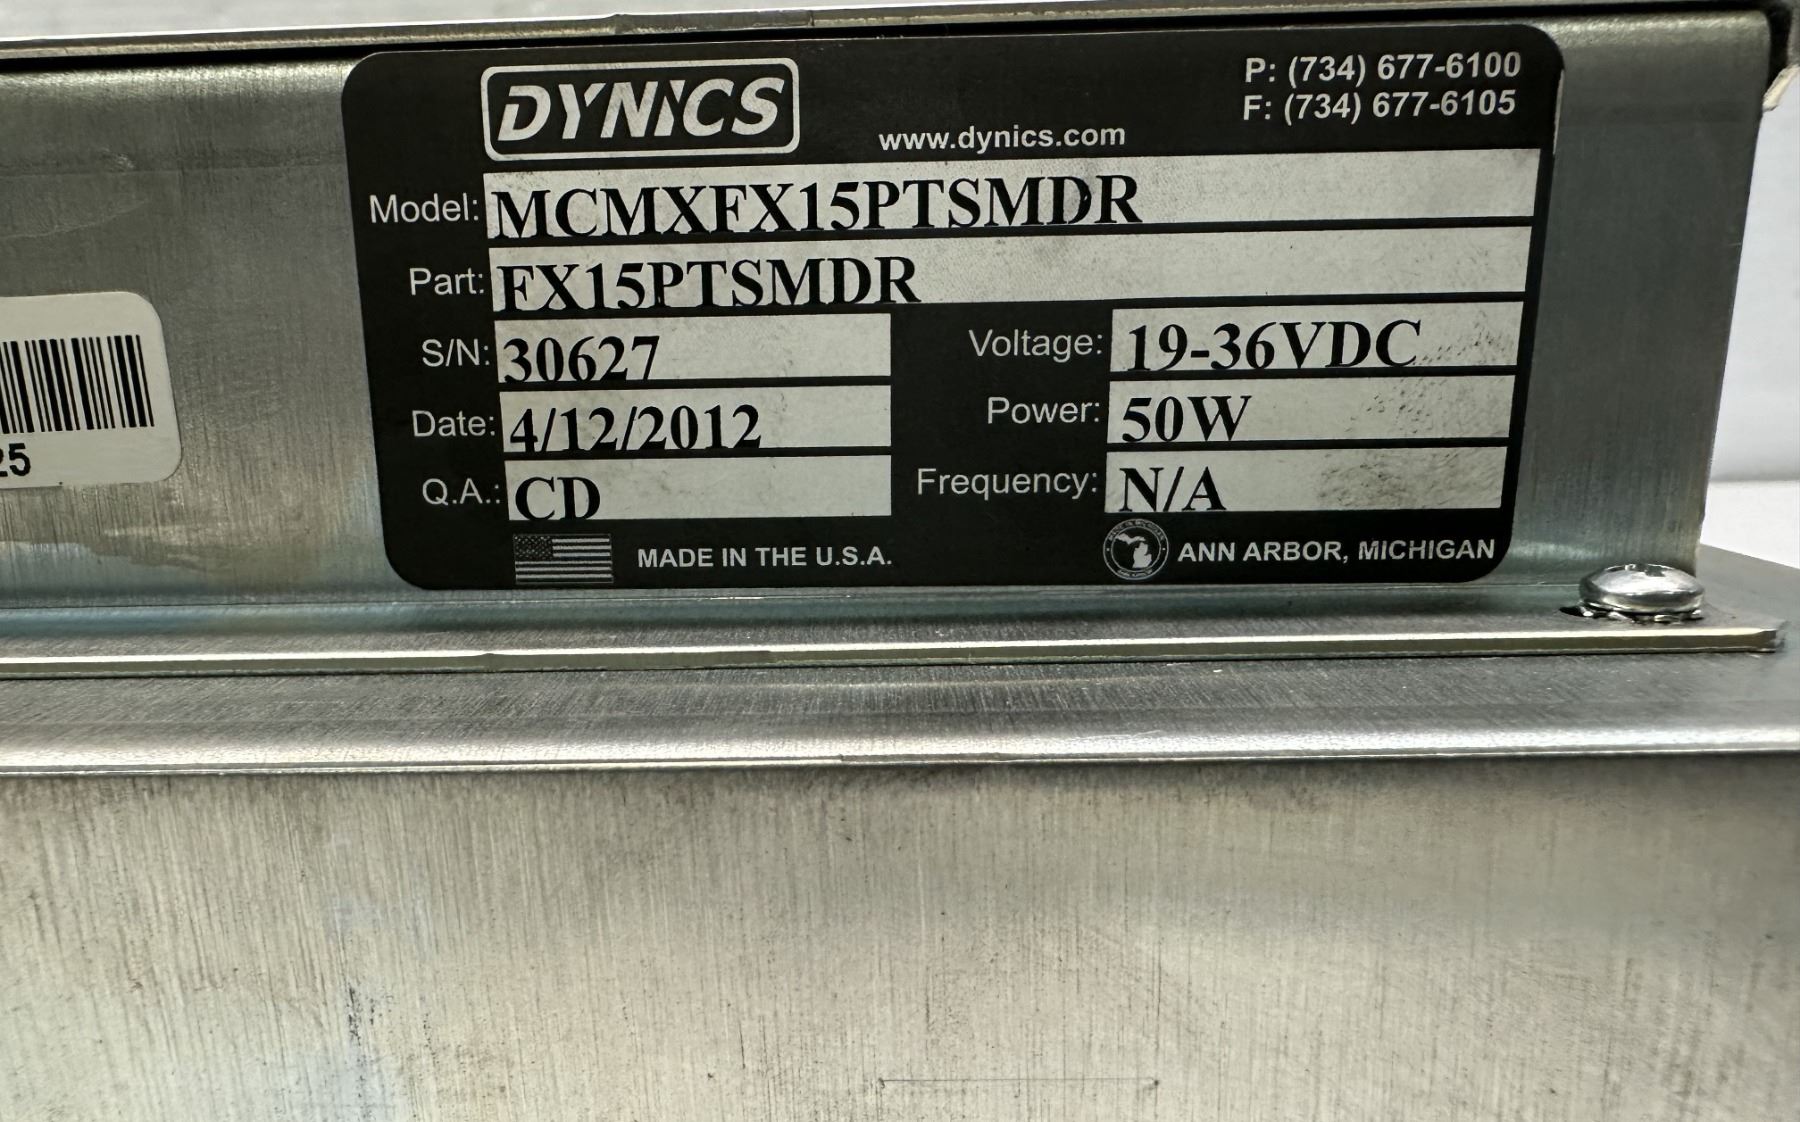 DYNICS
www.dynics.com
P: (734) 677-6100
F: (734) 677-6105
Model: MCMXFX15PTSMDR
Part: FX15PTSMDR
S/N: 30627
Voltage: 19-36VDC
Date: 4/12/2012
Power: 50W
Q.A.: CD
Frequency: N/A
MADE IN THE U.S.A.
ANN ARBOR, MICHIGAN